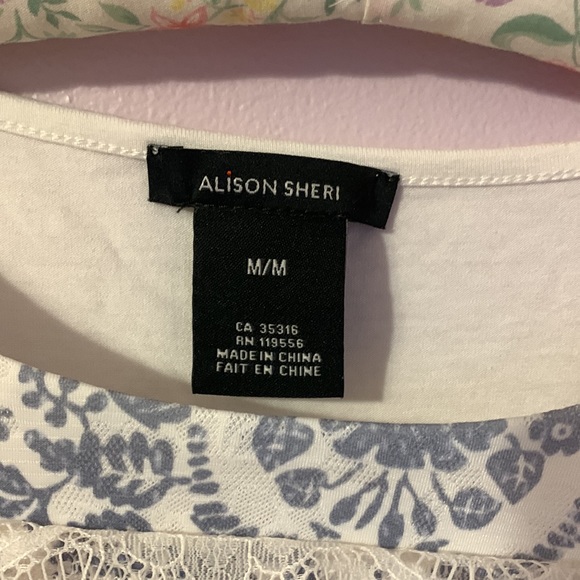 ALiSON SHERI
M/M
CA 35316
RN 119556
MADE IN CHINA
FAIT EN CHINE